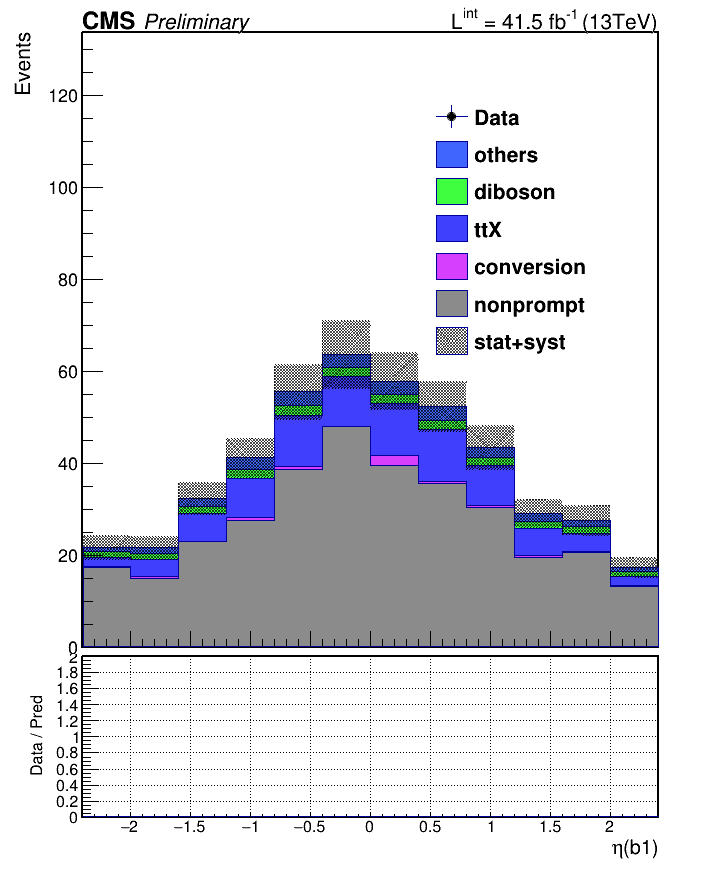 CMS Preliminary
L^int = 41.5 fb^-1 (13TeV)
Events
120
100
80
60
40
20
0
Data
others
diboson
ttX
conversion
nonprompt
stat+syst
Data / Pred
2
1.8
1.6
1.4
1.2
1
0.8
0.6
0.4
0.2
0
−2 −1.5 −1 −0.5 0 0.5 1 1.5 2
η(b1)